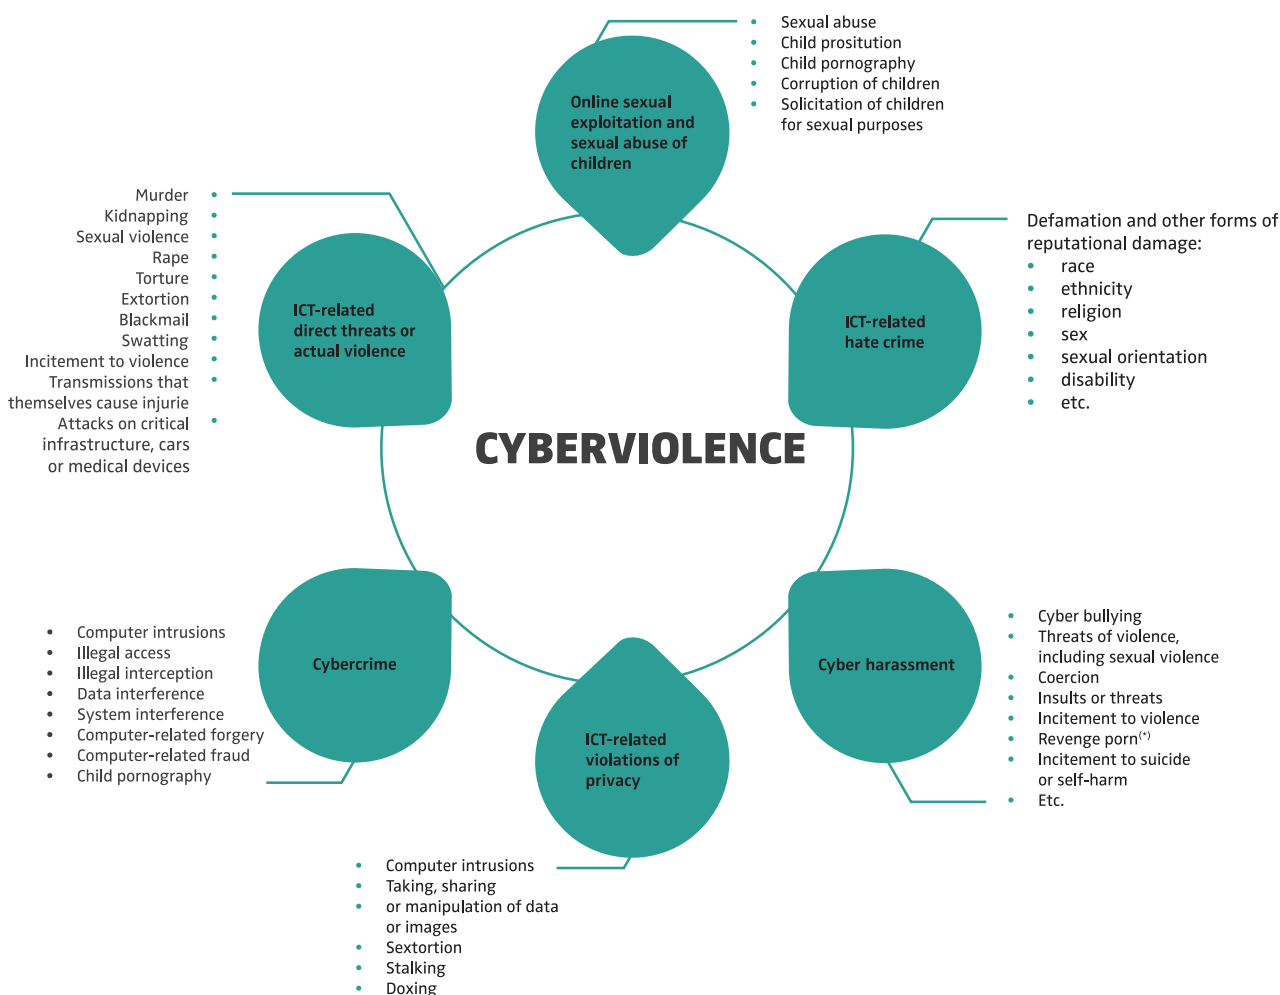 • Sexual abuse
• Child prositution
• Child pornography
• Corruption of children
• Solicitation of children
for sexual purposes
Online sexual
exploitation and
sexual abuse of
children
Murder •
Kidnapping •
Sexual violence •
Rape •
Torture •
Extortion •
Blackmail •
Swatting •
Incitement to violence •
Transmissions that •
themselves cause injurie
Attacks on critical •
infrastructure, cars
or medical devices
ICT-related
direct threats or
actual violence
Defamation and other forms of
reputational damage:
• race
• ethnicity
• religion
• sex
• sexual orientation
• disability
• etc.
ICT-related
hate crime
CYBERVIOLENCE
• Computer intrusions
• Illegal access
• Illegal interception
• Data interference
• System interference
• Computer-related forgery
• Computer-related fraud
• Child pornography
Cybercrime
Cyber harassment
• Cyber bullying
• Threats of violence,
including sexual violence
• Coercion
• Insults or threats
• Incitement to violence
• Revenge porn(*)
• Incitement to suicide
or self-harm
• Etc.
ICT-related
violations of
privacy
• Computer intrusions
• Taking, sharing
• or manipulation of data
or images
• Sextortion
• Stalking
• Doxing